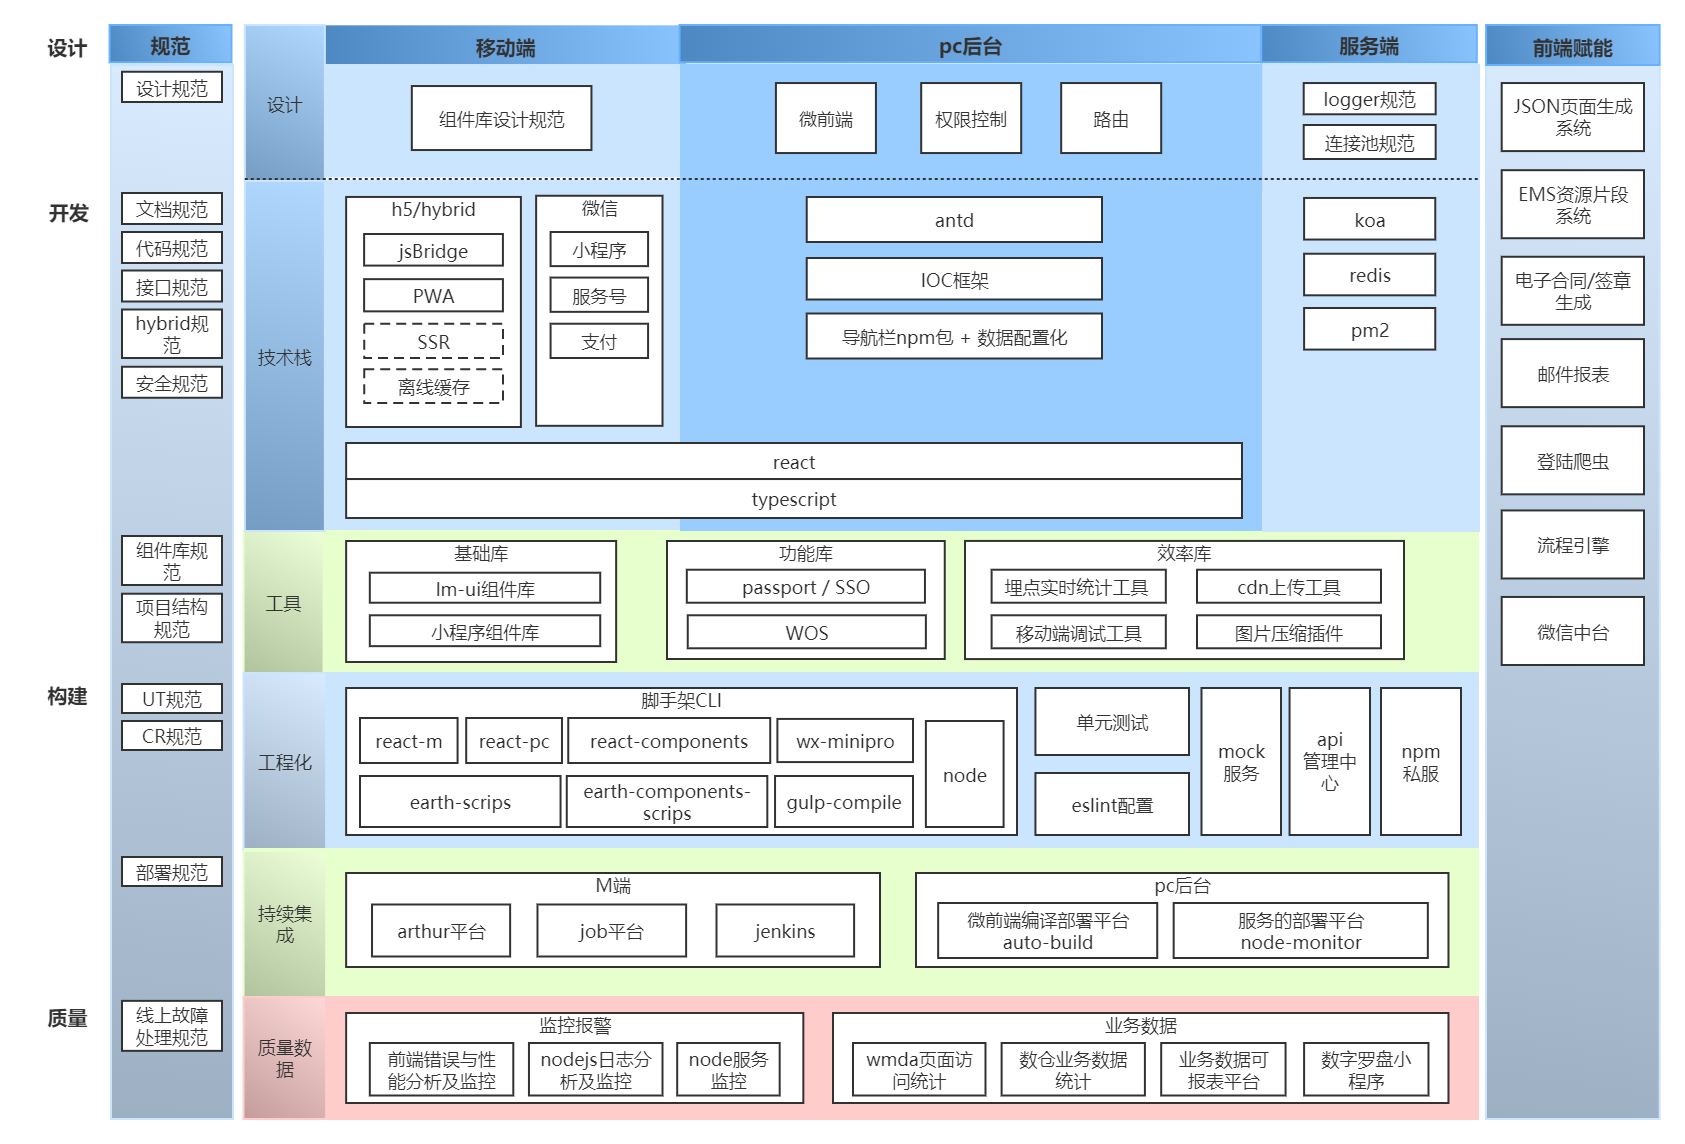 设计
开发
构建
质量
规范
设计规范
文档规范
代码规范
接口规范
hybrid规
范
安全规范
组件库规
范
项目结构
规范
UT规范
CR规范
部署规范
线上故障
处理规范
移动端
pc后台
服务端
设计
组件库设计规范
微前端
权限控制
路由
logger规范
连接池规范
技术栈
h5/hybrid
jsBridge
PWA
SSR
离线缓存
微信
小程序
服务号
支付
antd
IOC框架
导航栏npm包 + 数据配置化
koa
redis
pm2
react
typescript
工具
基础库
lm-ui组件库
小程序组件库
功能库
passport / SSO
WOS
效率库
埋点实时统计工具
cdn上传工具
移动端调试工具
图片压缩插件
工程化
脚手架CLI
react-m
react-pc
react-components
wx-minipro
earth-scrips
earth-components-
scrips
gulp-compile
node
单元测试
eslint配置
mock
服务
api
管理中
心
npm
私服
持续集
成
M端
arthur平台
job平台
jenkins
pc后台
微前端编译部署平台
auto-build
服务的部署平台
node-monitor
质量数
据
监控报警
前端错误与性
能分析及监控
nodejs日志分
析及监控
node服务
监控
业务数据
wmda页面访
问统计
数仓业务数据
统计
业务数据可
报表平台
数字罗盘小
程序
前端赋能
JSON页面生成
系统
EMS资源片段
系统
电子合同/签章
生成
邮件报表
登陆爬虫
流程引擎
微信中台